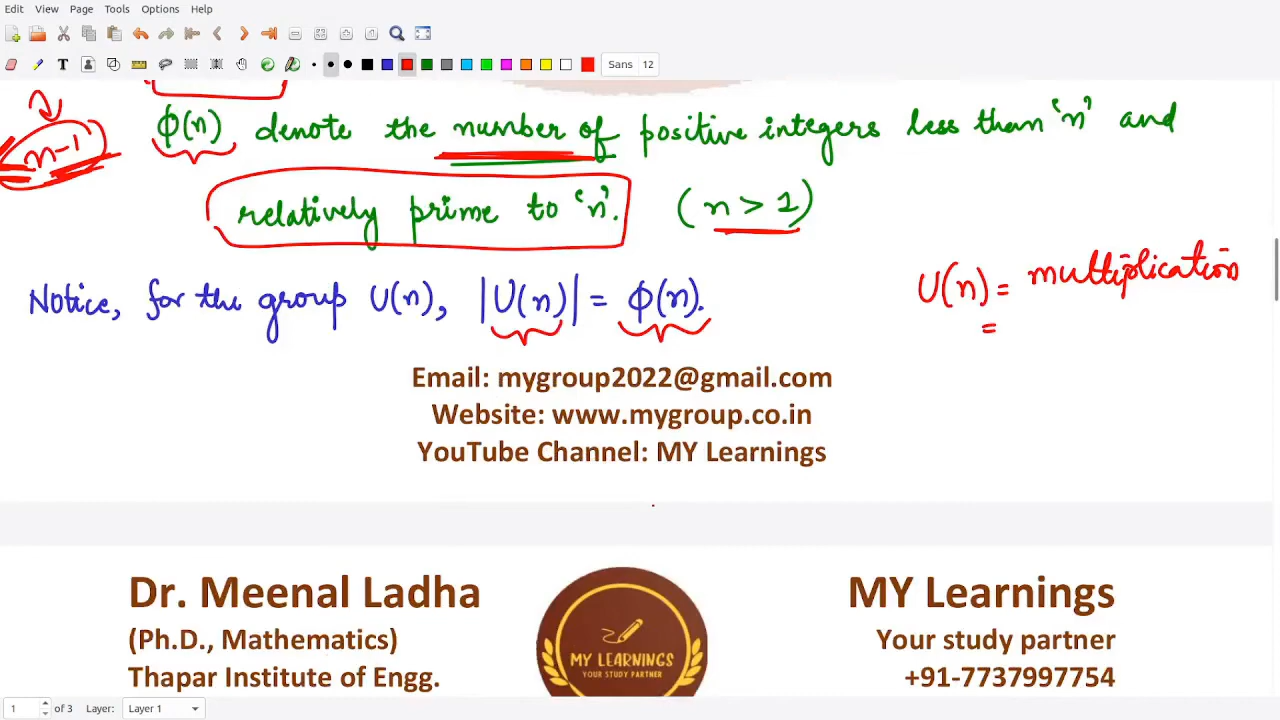 Edit View Page Tools Options Help
Sans 12
n-1
φ(n) denote the number of positive integers less than 'n' and
relatively prime to 'n'. (n > 1)
U(n) = multiplication
=
Notice, for the group U(n), |U(n)| = φ(n).
Email: mygroup2022@gmail.com
Website: www.mygroup.co.in
YouTube Channel: MY Learnings
Dr. Meenal Ladha
(Ph.D., Mathematics)
Thapar Institute of Engg.
MY LEARNINGS
YOUR STUDY PARTNER
MY Learnings
Your study partner
+91-7737997754
1 of 3 Layer: Layer 1